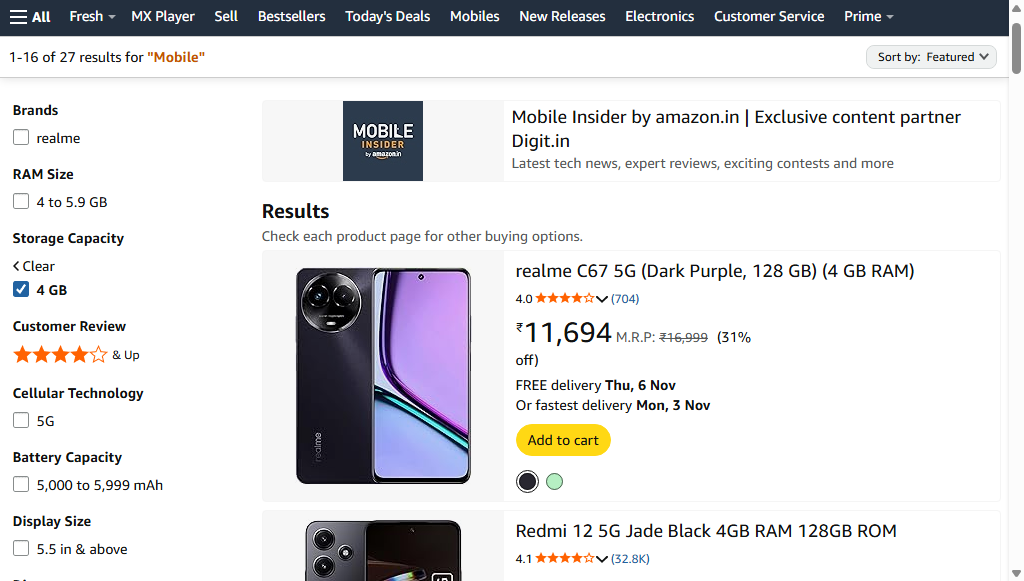 All Fresh MX Player Sell Bestsellers Today's Deals Mobiles New Releases Electronics Customer Service Prime
1-16 of 27 results for "Mobile"
Sort by: Featured
Brands
realme
RAM Size
4 to 5.9 GB
Storage Capacity
Clear
4 GB
Customer Review
& Up
Cellular Technology
5G
Battery Capacity
5,000 to 5,999 mAh
Display Size
5.5 in & above
MOBILE
INSIDER
by amazon.in
Mobile Insider by amazon.in | Exclusive content partner
Digit.in
Latest tech news, expert reviews, exciting contests and more
Results
Check each product page for other buying options.
realme
realme C67 5G (Dark Purple, 128 GB) (4 GB RAM)
4.0 (704)
₹11,694 M.R.P: ₹16,999 (31%
off)
FREE delivery Thu, 6 Nov
Or fastest delivery Mon, 3 Nov
Add to cart
Redmi 12 5G Jade Black 4GB RAM 128GB ROM
4.1 (32.8K)